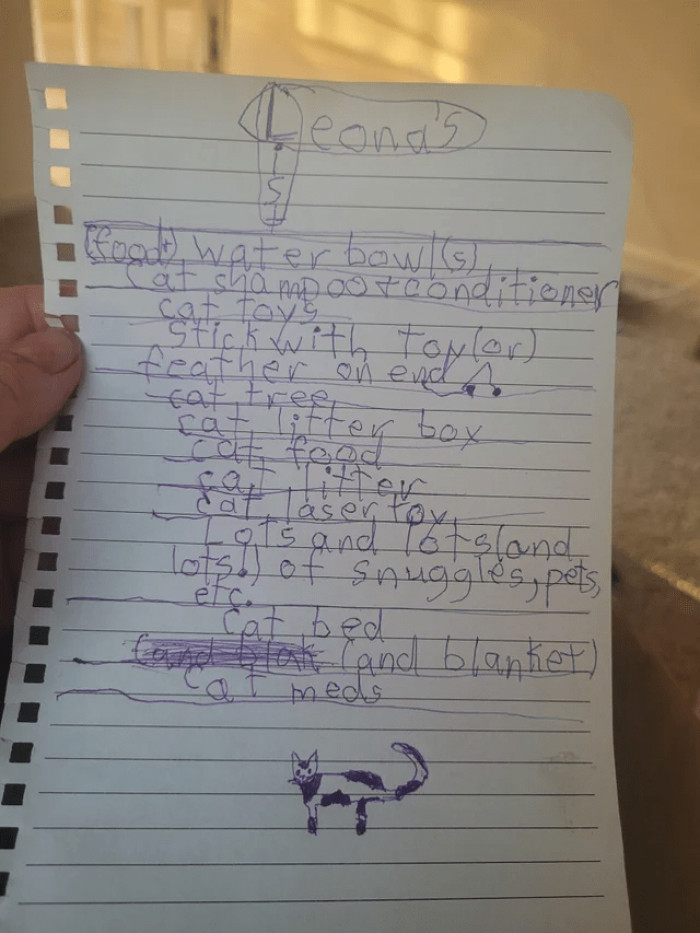 Leona's
List
(food+) water bowl(s)
Cat shampoo + conditioner
cat toys
Stick with toy(or)
feather on end
cat tree
cat litter box
cat food
cat litter
Cat laser toy
Lots and lots(and
lots!) of snuggles, pets,
etc.
Cat bed
(and blak (and blanket)
Cat meds